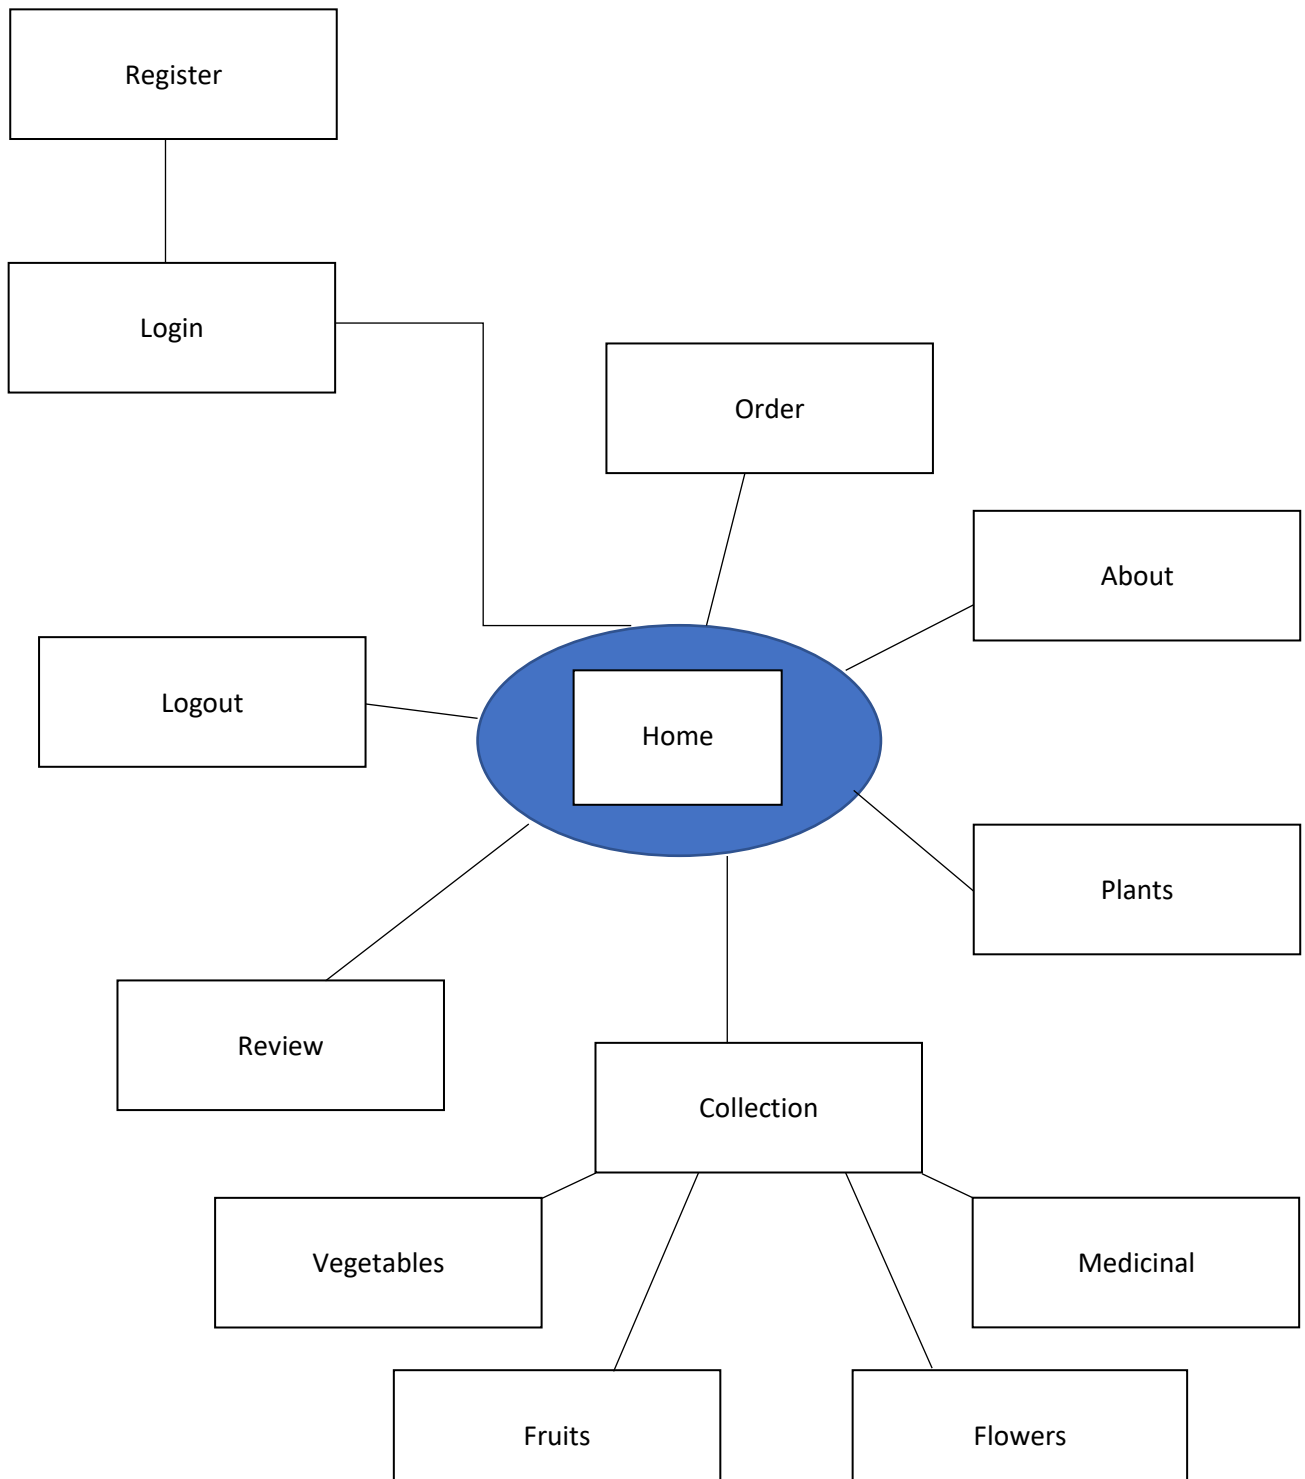 Register
Login
Order
About
Logout
Home
Plants
Review
Collection
Vegetables
Medicinal
Fruits
Flowers